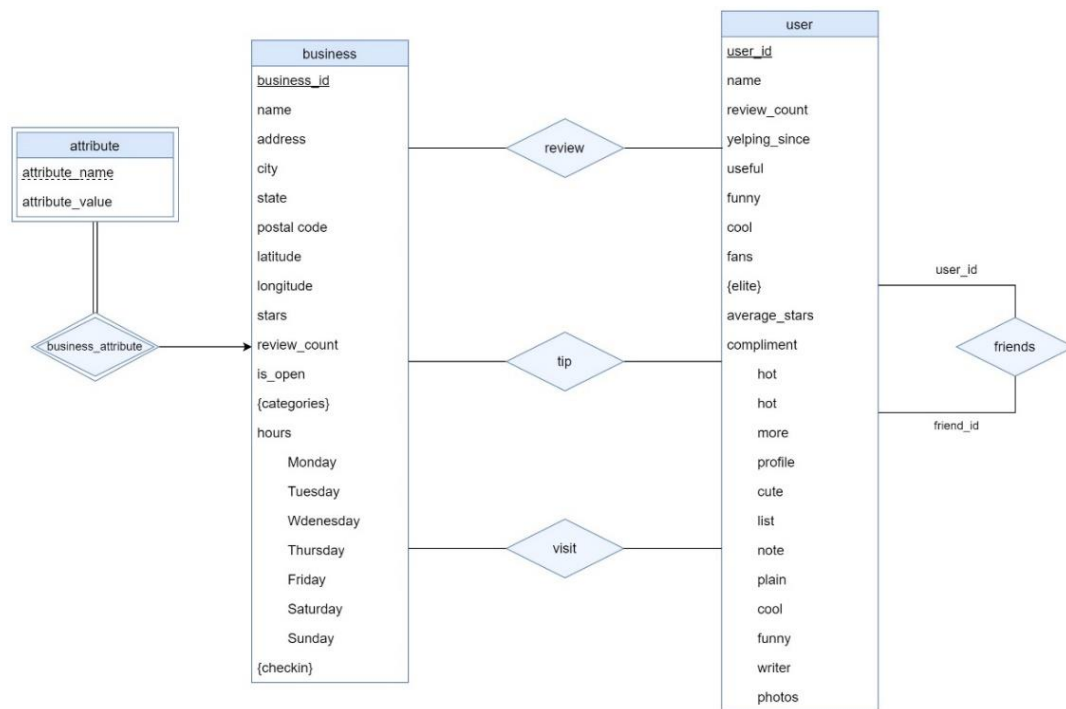 attribute
attribute_name
attribute_value
business_attribute
business
business_id
name
address
city
state
postal code
latitude
longitude
stars
review_count
is_open
{categories}
hours
Monday
Tuesday
Wdenesday
Thursday
Friday
Saturday
Sunday
{checkin}
review
tip
visit
user
user_id
name
review_count
yelping_since
useful
funny
cool
fans
{elite}
average_stars
compliment
hot
hot
more
profile
cute
list
note
plain
cool
funny
writer
photos
user_id
friends
friend_id